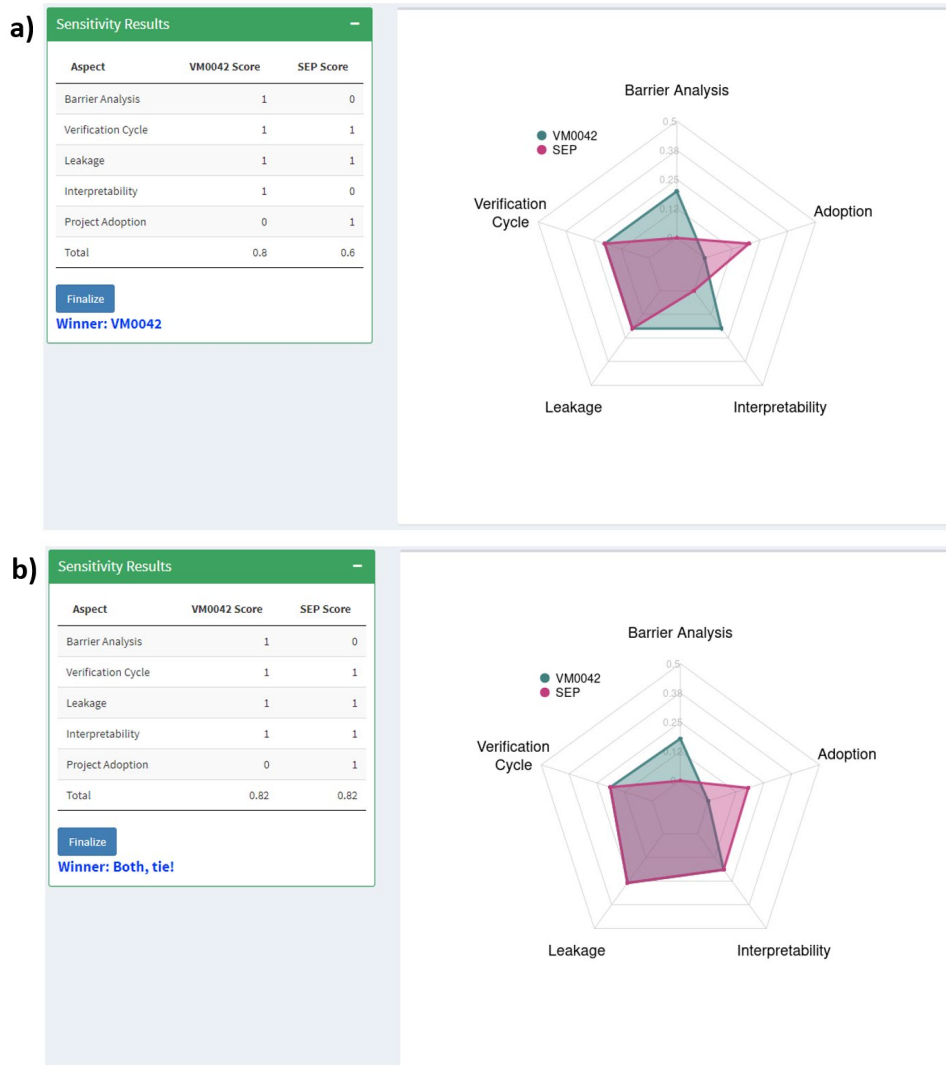 a)
Sensitivity Results
Aspect VM0042 Score SEP Score
Barrier Analysis 1 0
Verification Cycle 1 1
Leakage 1 1
Interpretability 1 0
Project Adoption 0 1
Total 0.8 0.6
Finalize
Winner: VM0042
Barrier Analysis
VM0042
SEP
0.5
0.38
0.25
0.12
Verification
Cycle
Adoption
Leakage
Interpretability
b)
Sensitivity Results
Aspect VM0042 Score SEP Score
Barrier Analysis 1 0
Verification Cycle 1 1
Leakage 1 1
Interpretability 1 1
Project Adoption 0 1
Total 0.82 0.82
Finalize
Winner: Both, tie!
Barrier Analysis
VM0042
SEP
0.5
0.38
0.25
0.12
Verification
Cycle
Adoption
Leakage
Interpretability